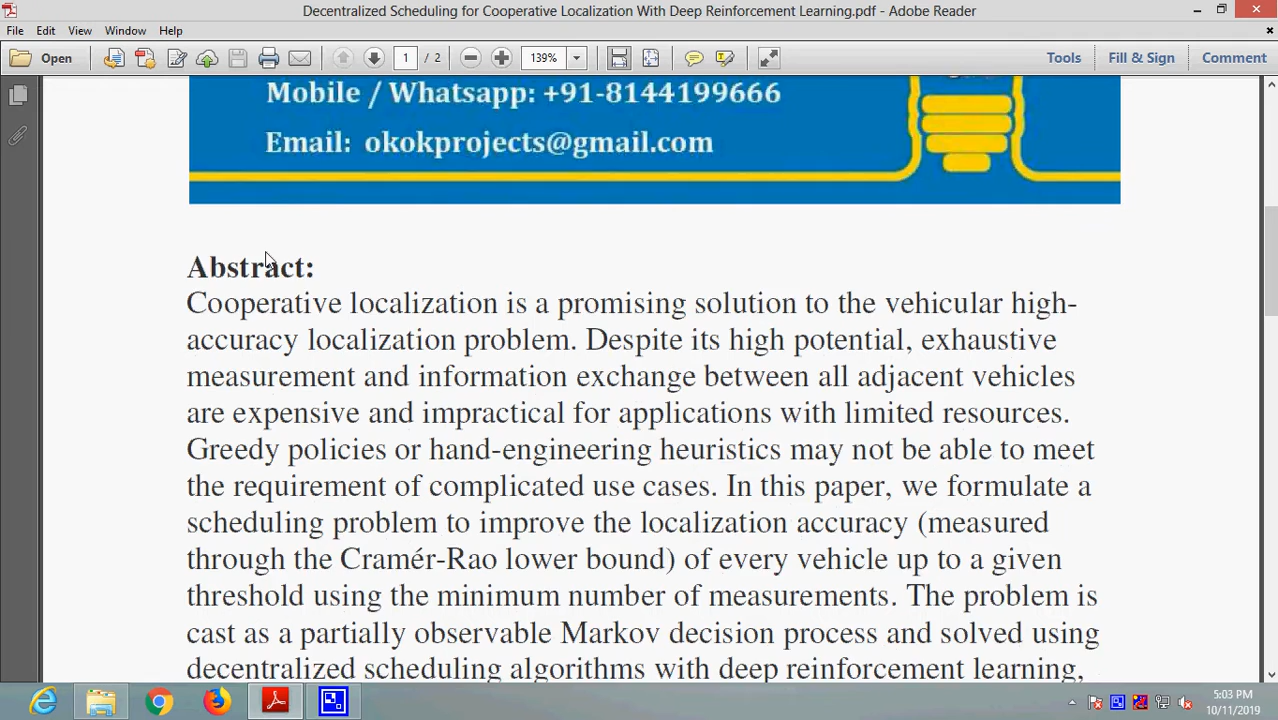 Decentralized Scheduling for Cooperative Localization With Deep Reinforcement Learning.pdf - Adobe Reader
File Edit View Window Help
Open 1 / 2 139% Tools Fill & Sign Comment
Mobile / Whatsapp: +91-8144199666
Email: okokprojects@gmail.com
Abstract:
Cooperative localization is a promising solution to the vehicular high-
accuracy localization problem. Despite its high potential, exhaustive
measurement and information exchange between all adjacent vehicles
are expensive and impractical for applications with limited resources.
Greedy policies or hand-engineering heuristics may not be able to meet
the requirement of complicated use cases. In this paper, we formulate a
scheduling problem to improve the localization accuracy (measured
through the Cramér-Rao lower bound) of every vehicle up to a given
threshold using the minimum number of measurements. The problem is
cast as a partially observable Markov decision process and solved using
decentralized scheduling algorithms with deep reinforcement learning,
5:03 PM
10/11/2019